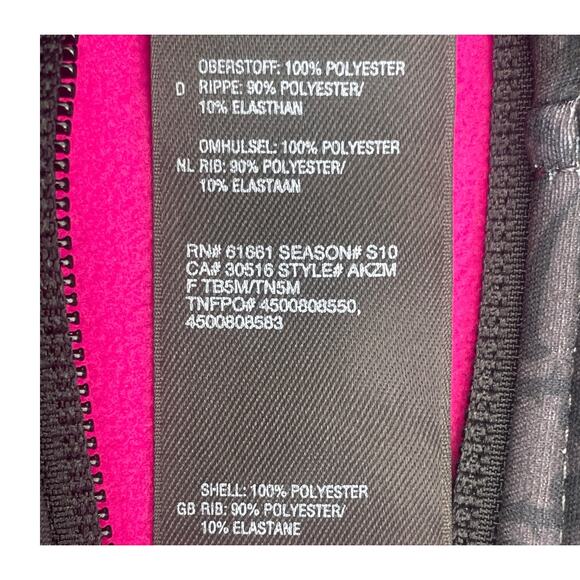 OBERSTOFF: 100% POLYESTER
D RIPPE: 90% POLYESTER/
10% ELASTHAN
OMHULSEL: 100% POLYESTER
NL RIB: 90% POLYESTER/
10% ELASTAAN
RN# 61661 SEASON# S10
CA# 30516 STYLE# AKZM
F TB5M/TN5M
TNFPO# 4500808550,
4500808583
SHELL: 100% POLYESTER
GB RIB: 90% POLYESTER/
10% ELASTANE